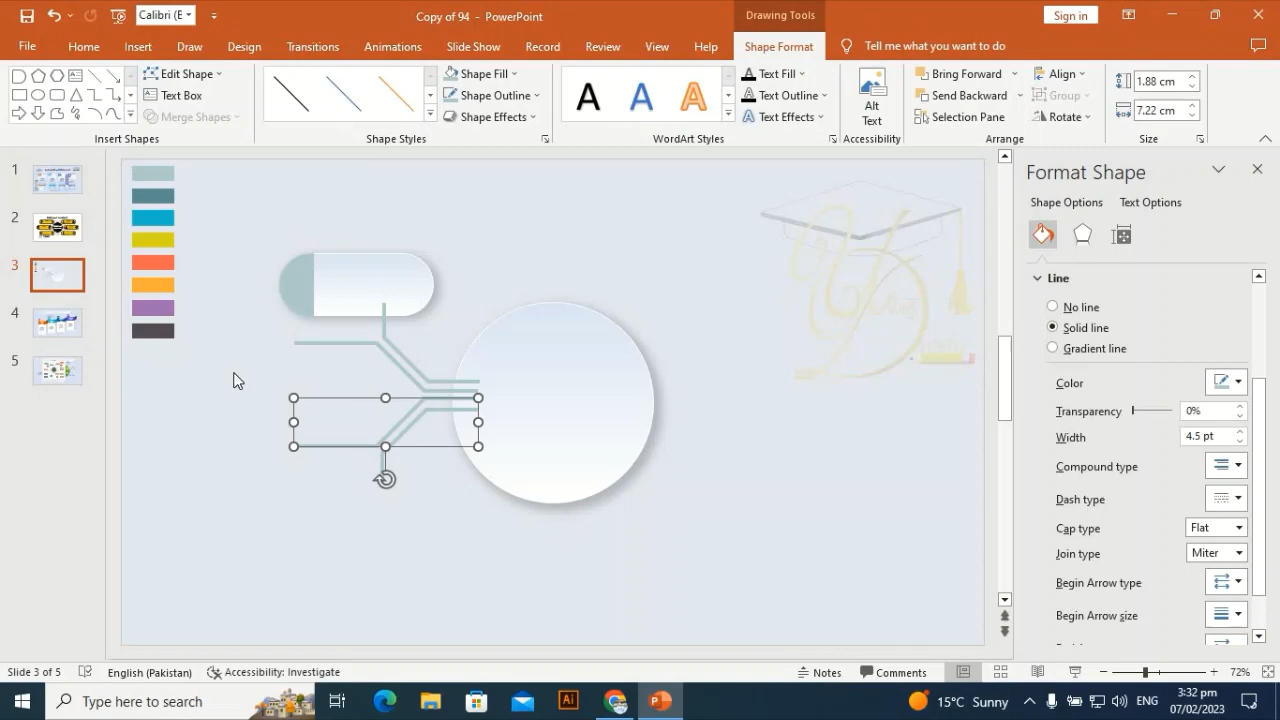 Calibri (E
Copy of 94 - PowerPoint
Drawing Tools
Sign in
File
Home
Insert
Draw
Design
Transitions
Animations
Slide Show
Record
Review
View
Help
Shape Format
Tell me what you want to do
Edit Shape
Text Box
Merge Shapes
Insert Shapes
Shape Fill
Shape Outline
Shape Effects
Shape Styles
A A A
Text Fill
Text Outline
Text Effects
WordArt Styles
Alt
Text
Accessibility
Bring Forward
Send Backward
Selection Pane
Align
Group
Rotate
Arrange
1.88 cm
7.22 cm
Size
1
2
3
4
5
Format Shape
Shape Options
Text Options
Line
No line
Solid line
Gradient line
Color
Transparency
0%
Width
4.5 pt
Compound type
Dash type
Cap type
Flat
Join type
Miter
Begin Arrow type
Begin Arrow size
Slide 3 of 5
English (Pakistan)
Accessibility: Investigate
Notes
Comments
72%
Type here to search
Ai
15°C Sunny
ENG
3:32 pm
07/02/2023